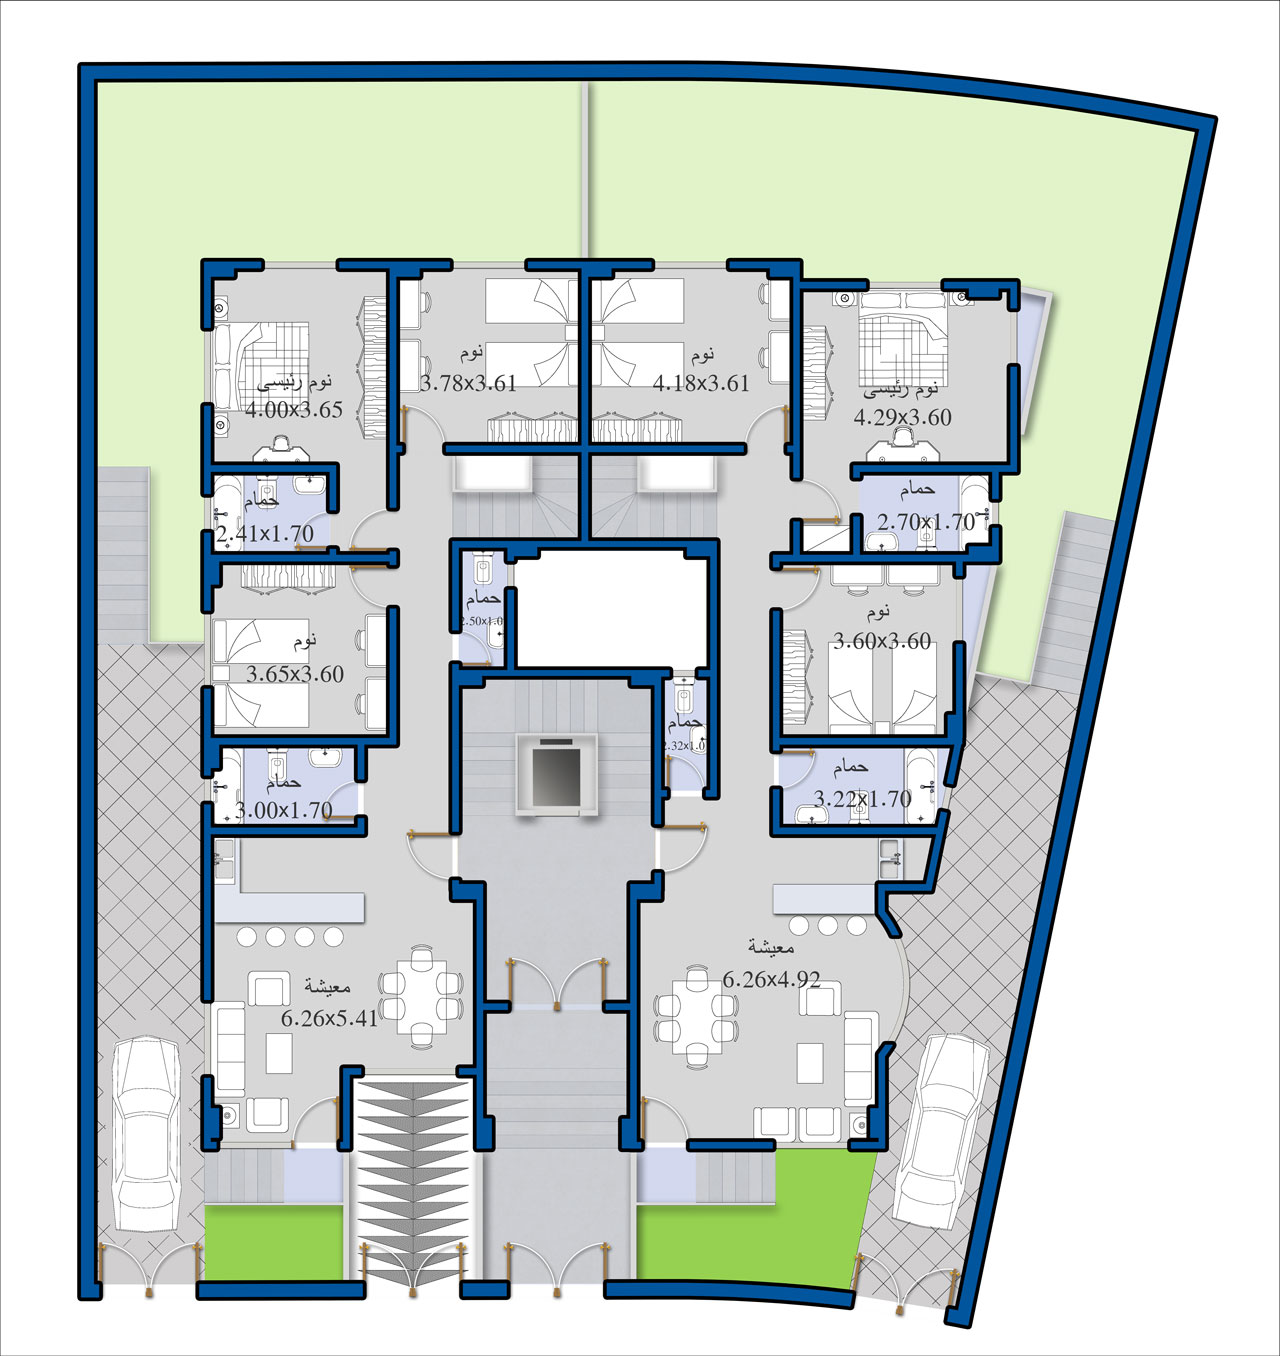 نوم
3.78x3.61
نوم
4.18x3.61
نوم رئيسى
4.00x3.65
نوم رئيسى
4.29x3.60
حمام
2.41x1.70
حمام
2.70x1.70
حمام
2.50x1.0
نوم
3.65x3.60
نوم
3.60x3.60
حمام
2.32x1.0
حمام
3.00x1.70
حمام
3.22x1.70
معيشة
6.26x5.41
معيشة
6.26x4.92